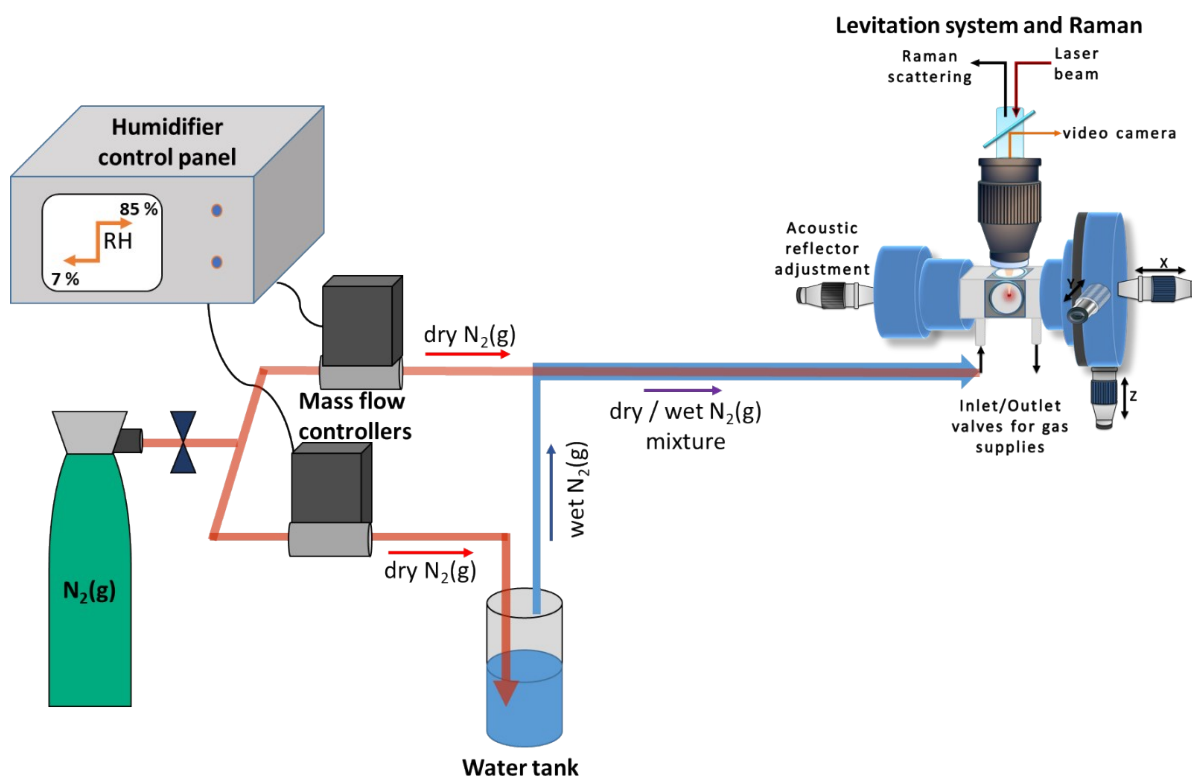 Levitation system and Raman
Raman
scattering
Laser
beam
video camera
Humidifier
control panel
85 %
RH
7 %
Acoustic
reflector
adjustment
X
Y
Z
dry N₂(g)
Mass flow
controllers
dry / wet N₂(g)
mixture
Inlet/Outlet
valves for gas
supplies
wet N₂(g)
dry N₂(g)
N₂(g)
Water tank